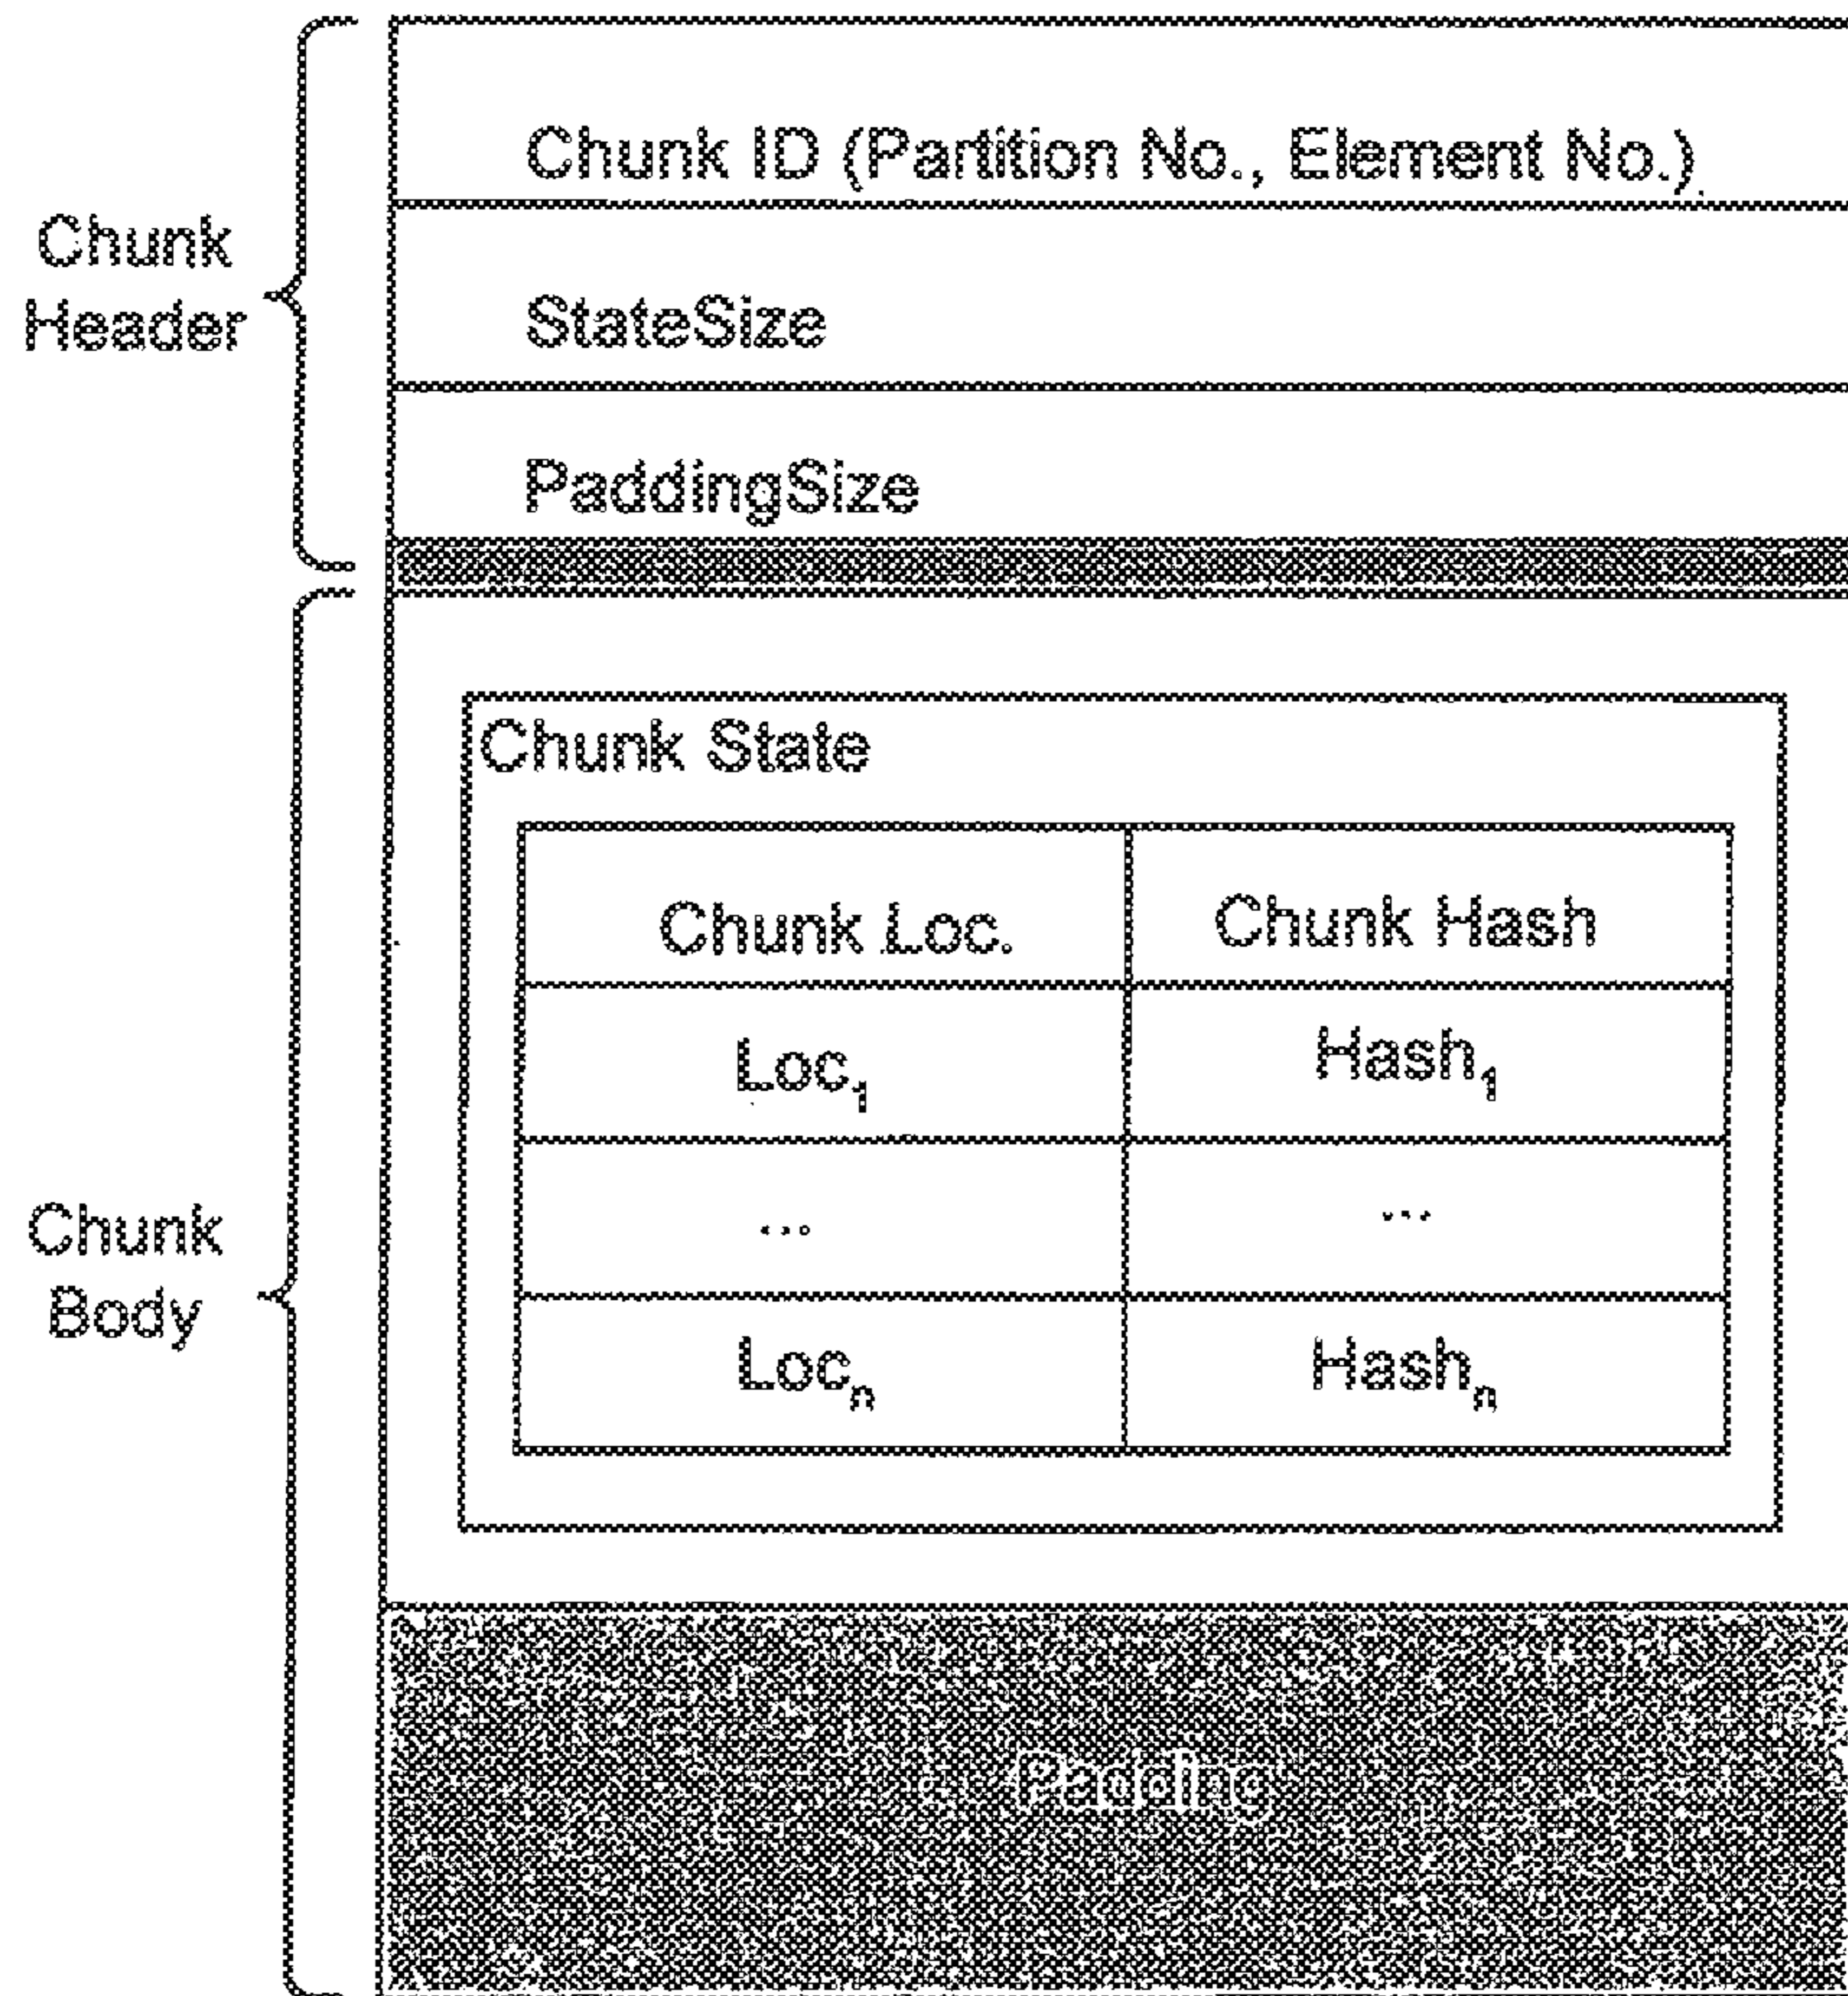 Chunk ID (Partition No., Element No.)
Chunk
Header
StateSize
PaddingSize
Chunk State
Chunk Loc.
Chunk Hash
Loc₁
Hash₁
...
...
Chunk
Body
Locₙ
Hashₙ
Padding